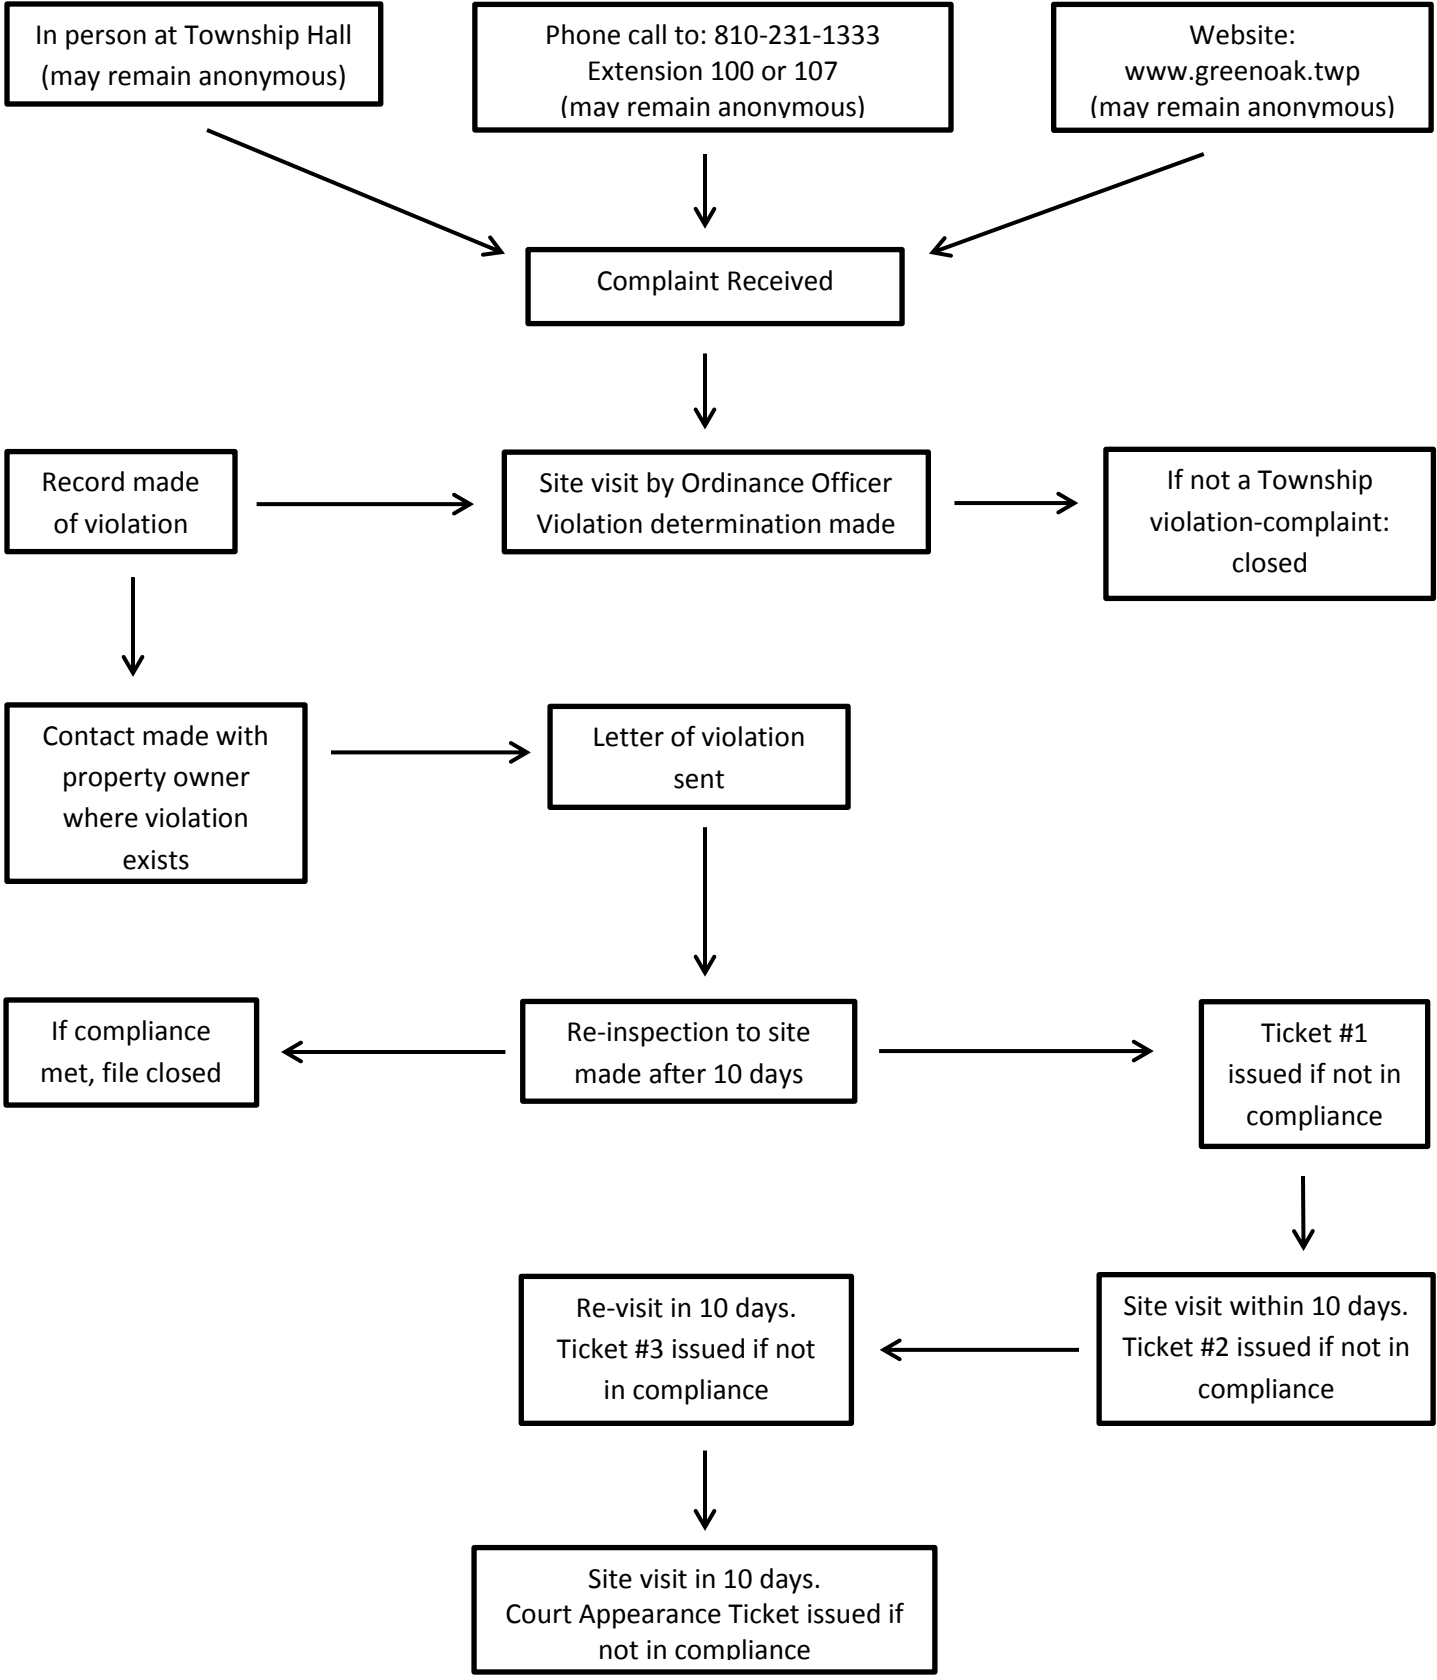 In person at Township Hall
(may remain anonymous)
Phone call to: 810-231-1333
Extension 100 or 107
(may remain anonymous)
Website:
www.greenoak.twp
(may remain anonymous)
Complaint Received
Record made
of violation
Site visit by Ordinance Officer
Violation determination made
If not a Township
violation-complaint:
closed
Contact made with
property owner
where violation
exists
Letter of violation
sent
If compliance
met, file closed
Re-inspection to site
made after 10 days
Ticket #1
issued if not in
compliance
Re-visit in 10 days.
Ticket #3 issued if not
in compliance
Site visit within 10 days.
Ticket #2 issued if not in
compliance
Site visit in 10 days.
Court Appearance Ticket issued if
not in compliance